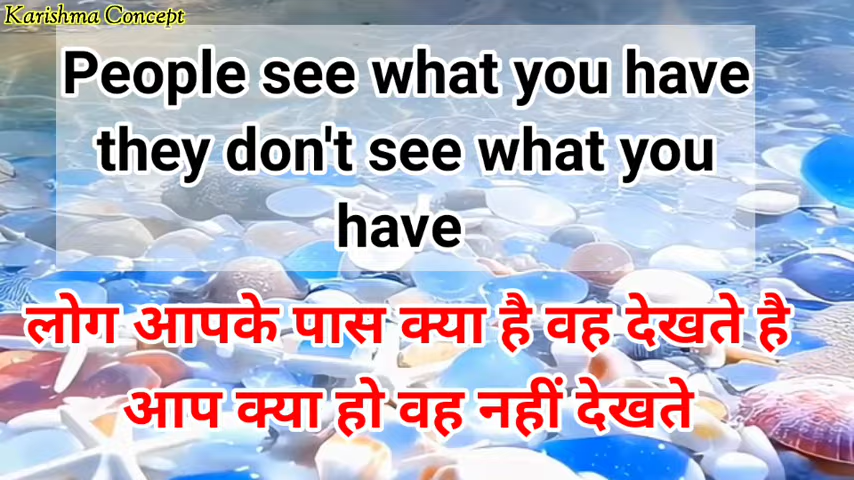 Karishma Concept
People see what you have
they don't see what you
have
लोग आपके पास क्या है वह देखते है
आप क्या हो वह नहीं देखते